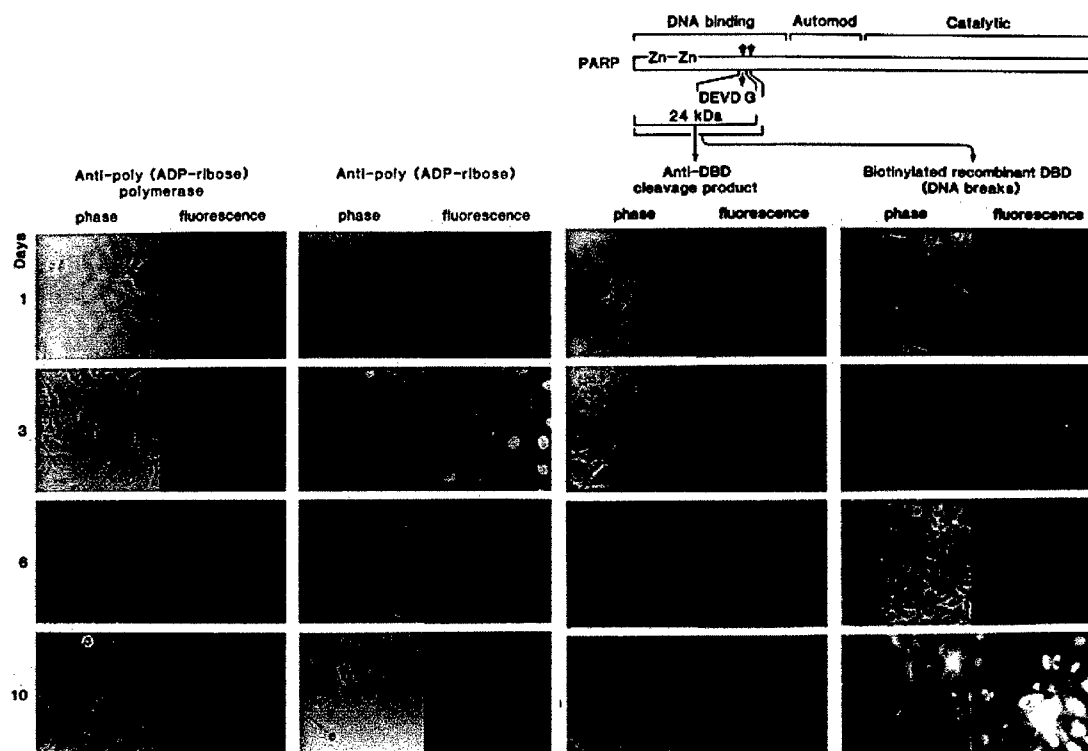 DNA binding Automod Catalytic
PARP Zn-Zn
DEVD G
24 kDa
Anti-poly (ADP-ribose)
polymerase
Anti-poly (ADP-ribose)
Anti-DBD
cleavage product
Biotinylated recombinant DBD
(DNA breaks)
phase fluorescence phase fluorescence phase fluorescence phase fluorescence
Days
1
3
6
10